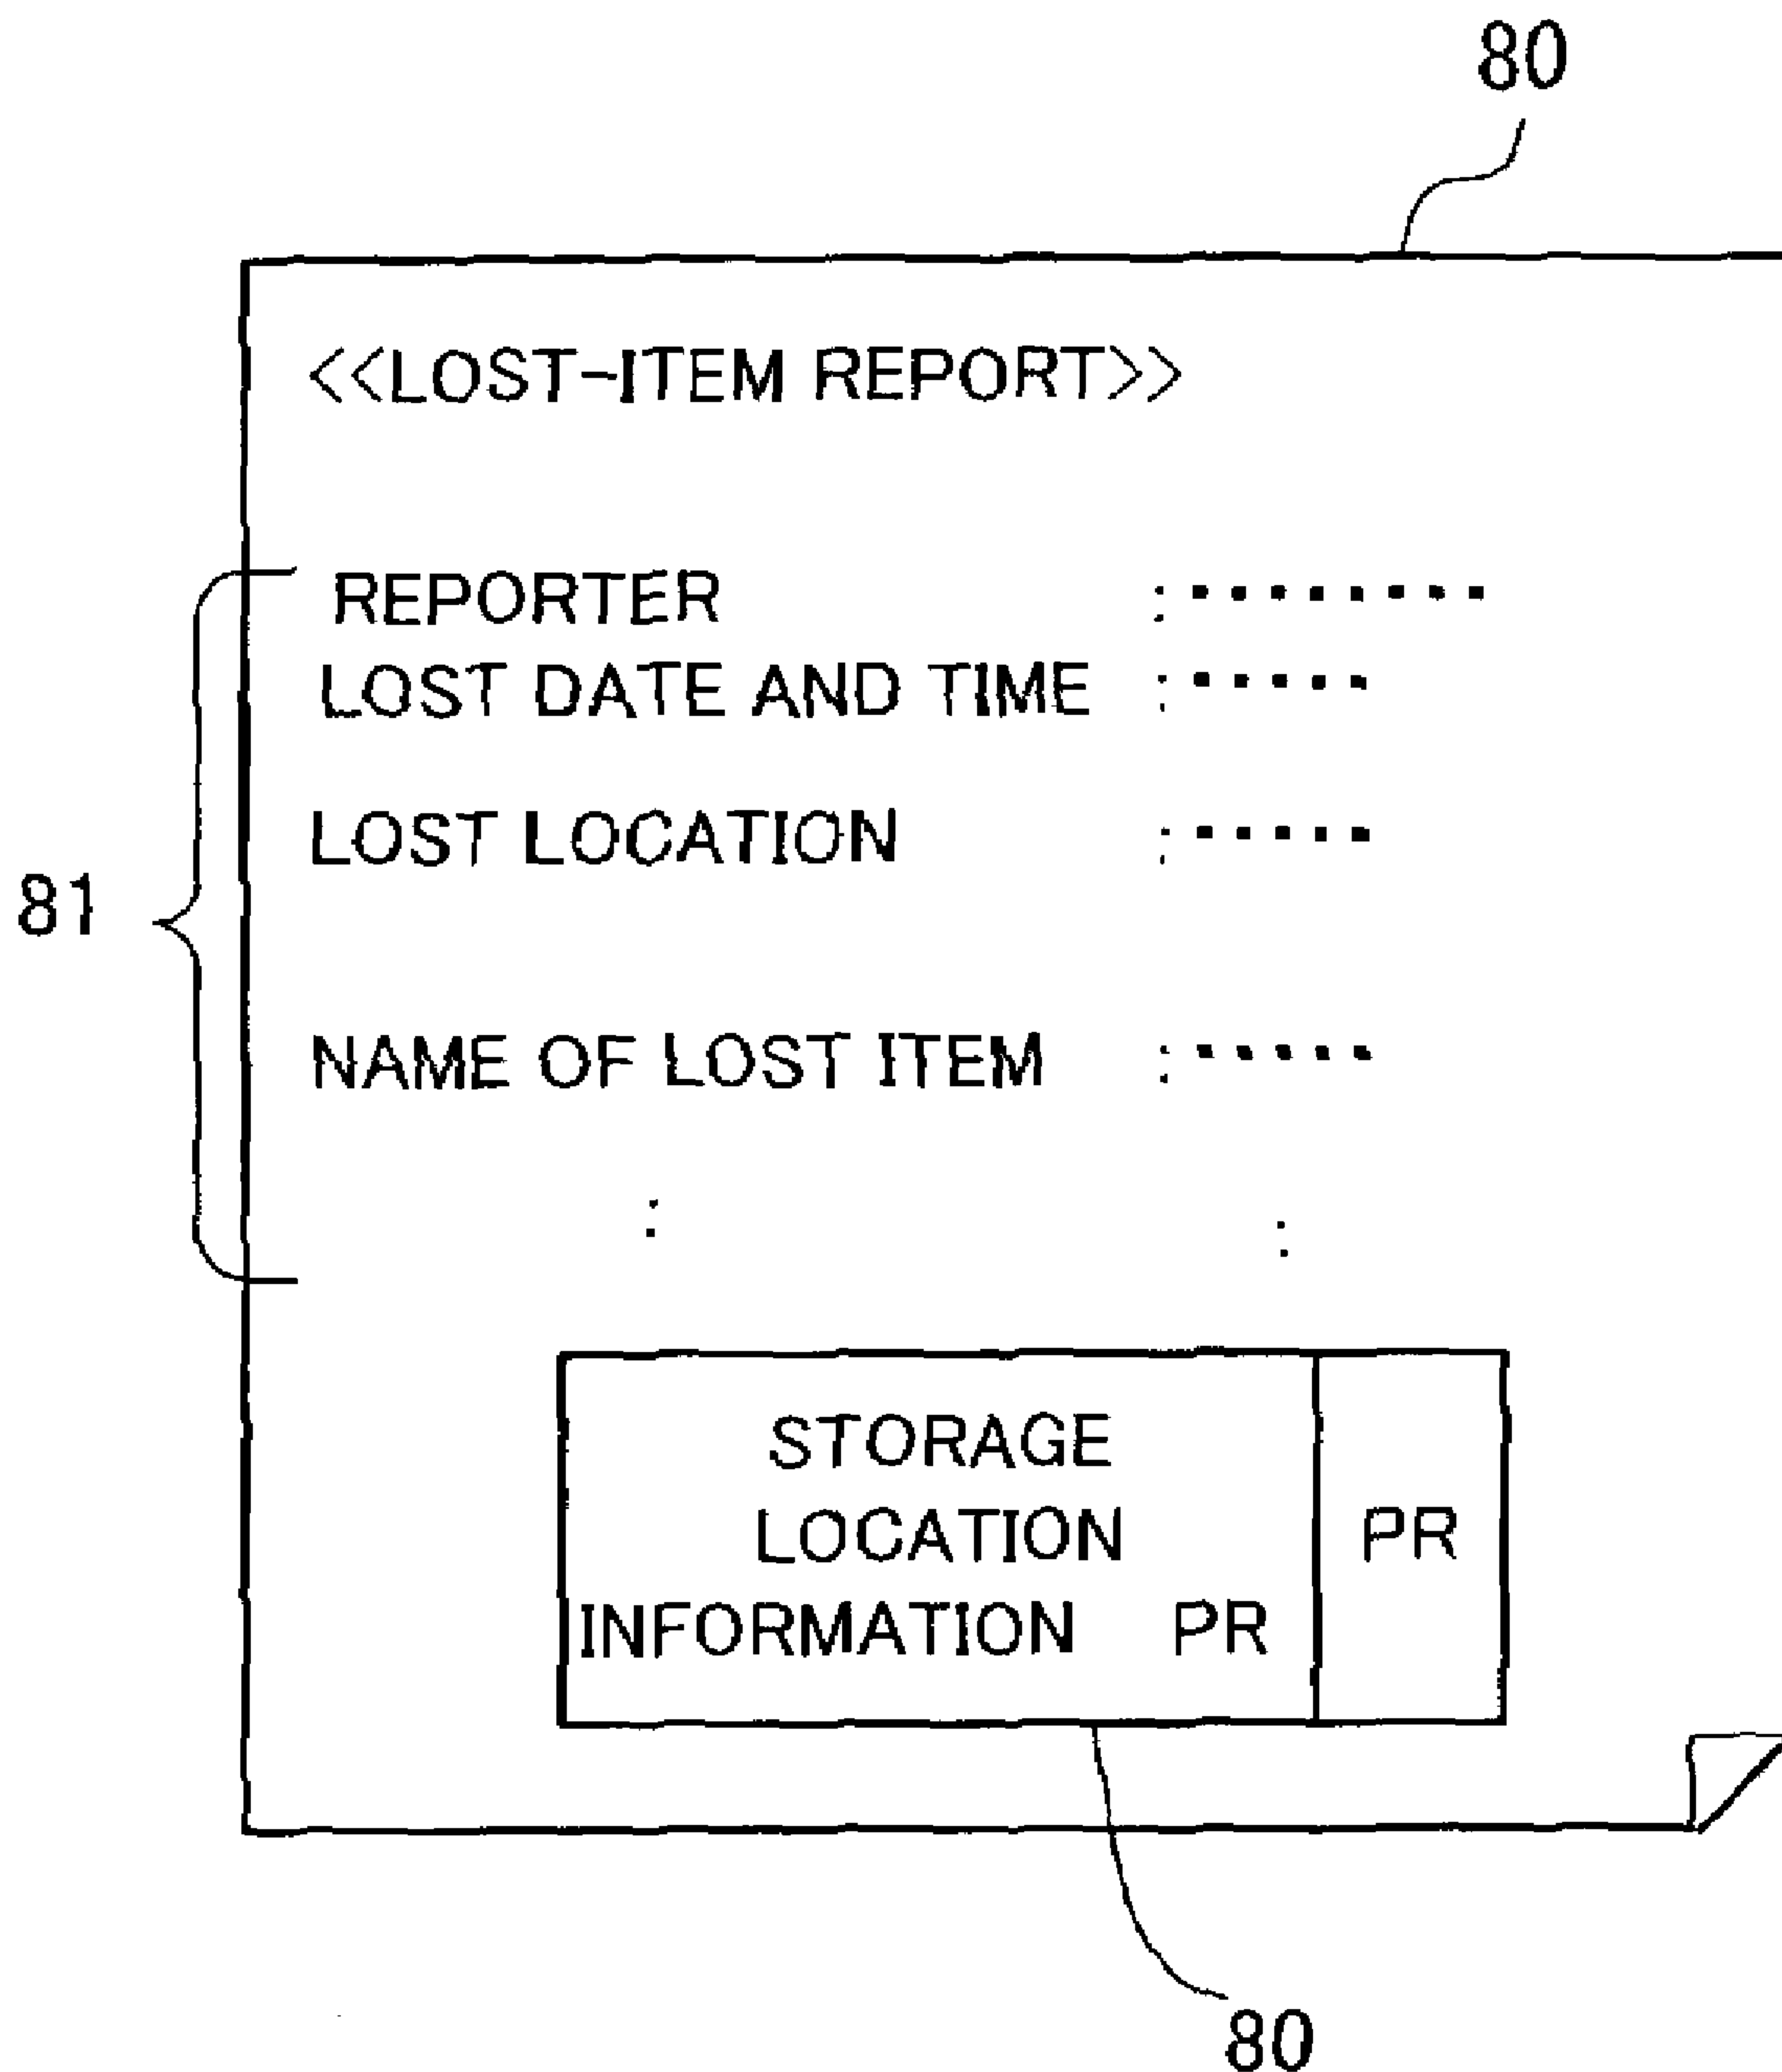 80
<<LOST-ITEM REPORT>>
REPORTER : ▪ ▪ ▪ ▪ ▪ ▪ ▪ ▪
LOST DATE AND TIME : ▪ ▪ ▪ ▪ ▪
LOST LOCATION : ▪ ▪ ▪ ▪ ▪
81
NAME OF LOST ITEM : ▪ ▪ ▪ ▪ ▪
: :
STORAGE
LOCATION PR
INFORMATION PR
80